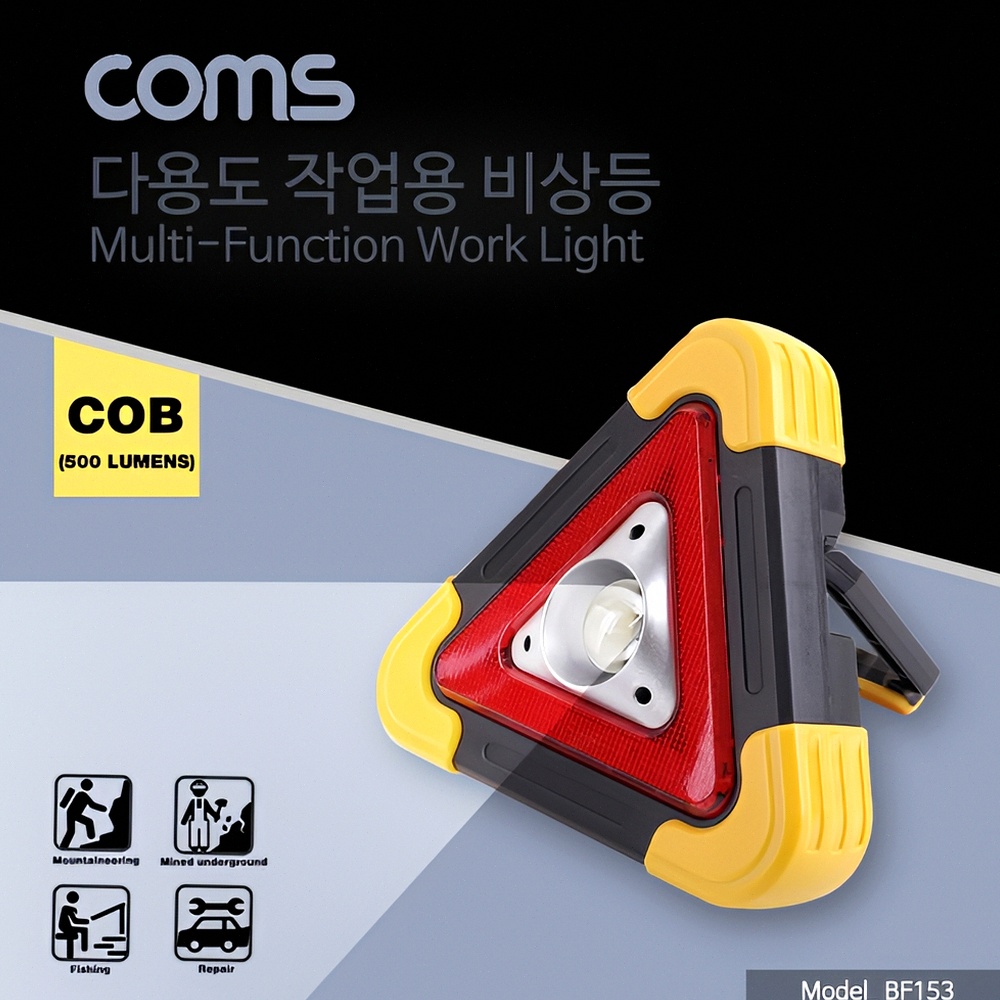 coms
다용도 작업용 비상등
Multi-Function Work Light
COB
(500 LUMENS)
Mountaineering
Mined underground
Fishing
Repair
Model BF153